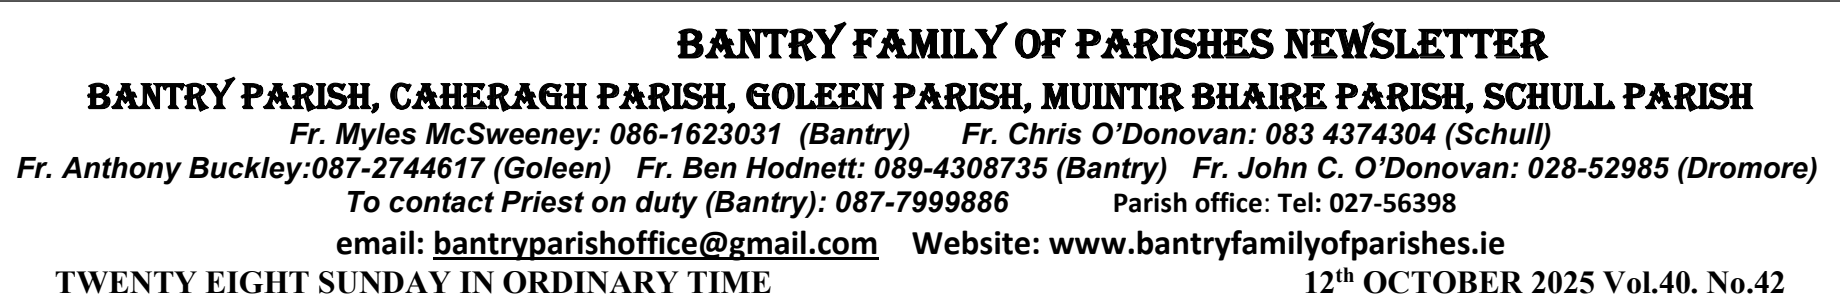 BANTRY FAMILY OF PARISHES NEWSLETTER
BANTRY PARISH, CAHERAGH PARISH, GOLEEN PARISH, MUINTIR BHAIRE PARISH, SCHULL PARISH
Fr. Myles McSweeney: 086-1623031 (Bantry) Fr. Chris O’Donovan: 083 4374304 (Schull)
Fr. Anthony Buckley:087-2744617 (Goleen) Fr. Ben Hodnett: 089-4308735 (Bantry) Fr. John C. O’Donovan: 028-52985 (Dromore)
To contact Priest on duty (Bantry): 087-7999886 Parish office: Tel: 027-56398
email: bantryparishoffice@gmail.com Website: www.bantryfamilyofparishes.ie
TWENTY EIGHT SUNDAY IN ORDINARY TIME 12th OCTOBER 2025 Vol.40. No.42